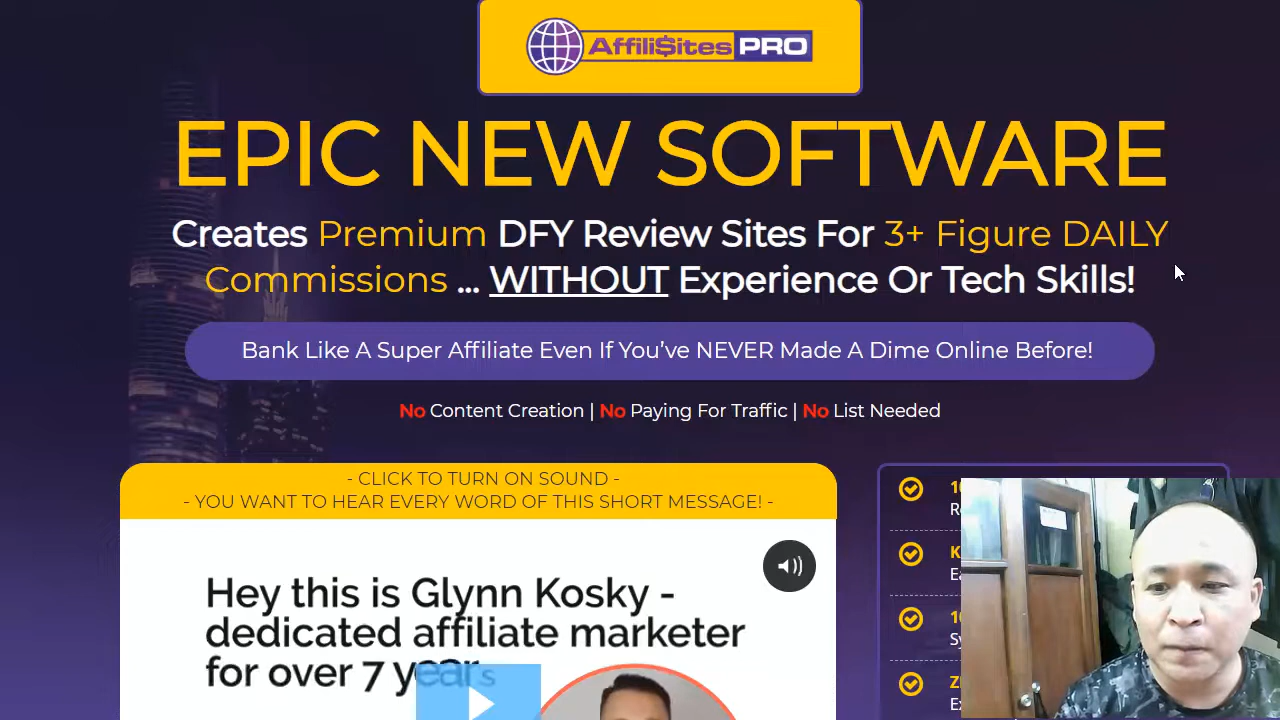 Affili$ites PRO
EPIC NEW SOFTWARE
Creates Premium DFY Review Sites For 3+ Figure DAILY
Commissions ... WITHOUT Experience Or Tech Skills!
Bank Like A Super Affiliate Even If You've NEVER Made A Dime Online Before!
No Content Creation | No Paying For Traffic | No List Needed
- CLICK TO TURN ON SOUND -
- YOU WANT TO HEAR EVERY WORD OF THIS SHORT MESSAGE! -
Hey this is Glynn Kosky -
dedicated affiliate marketer
for over 7 years